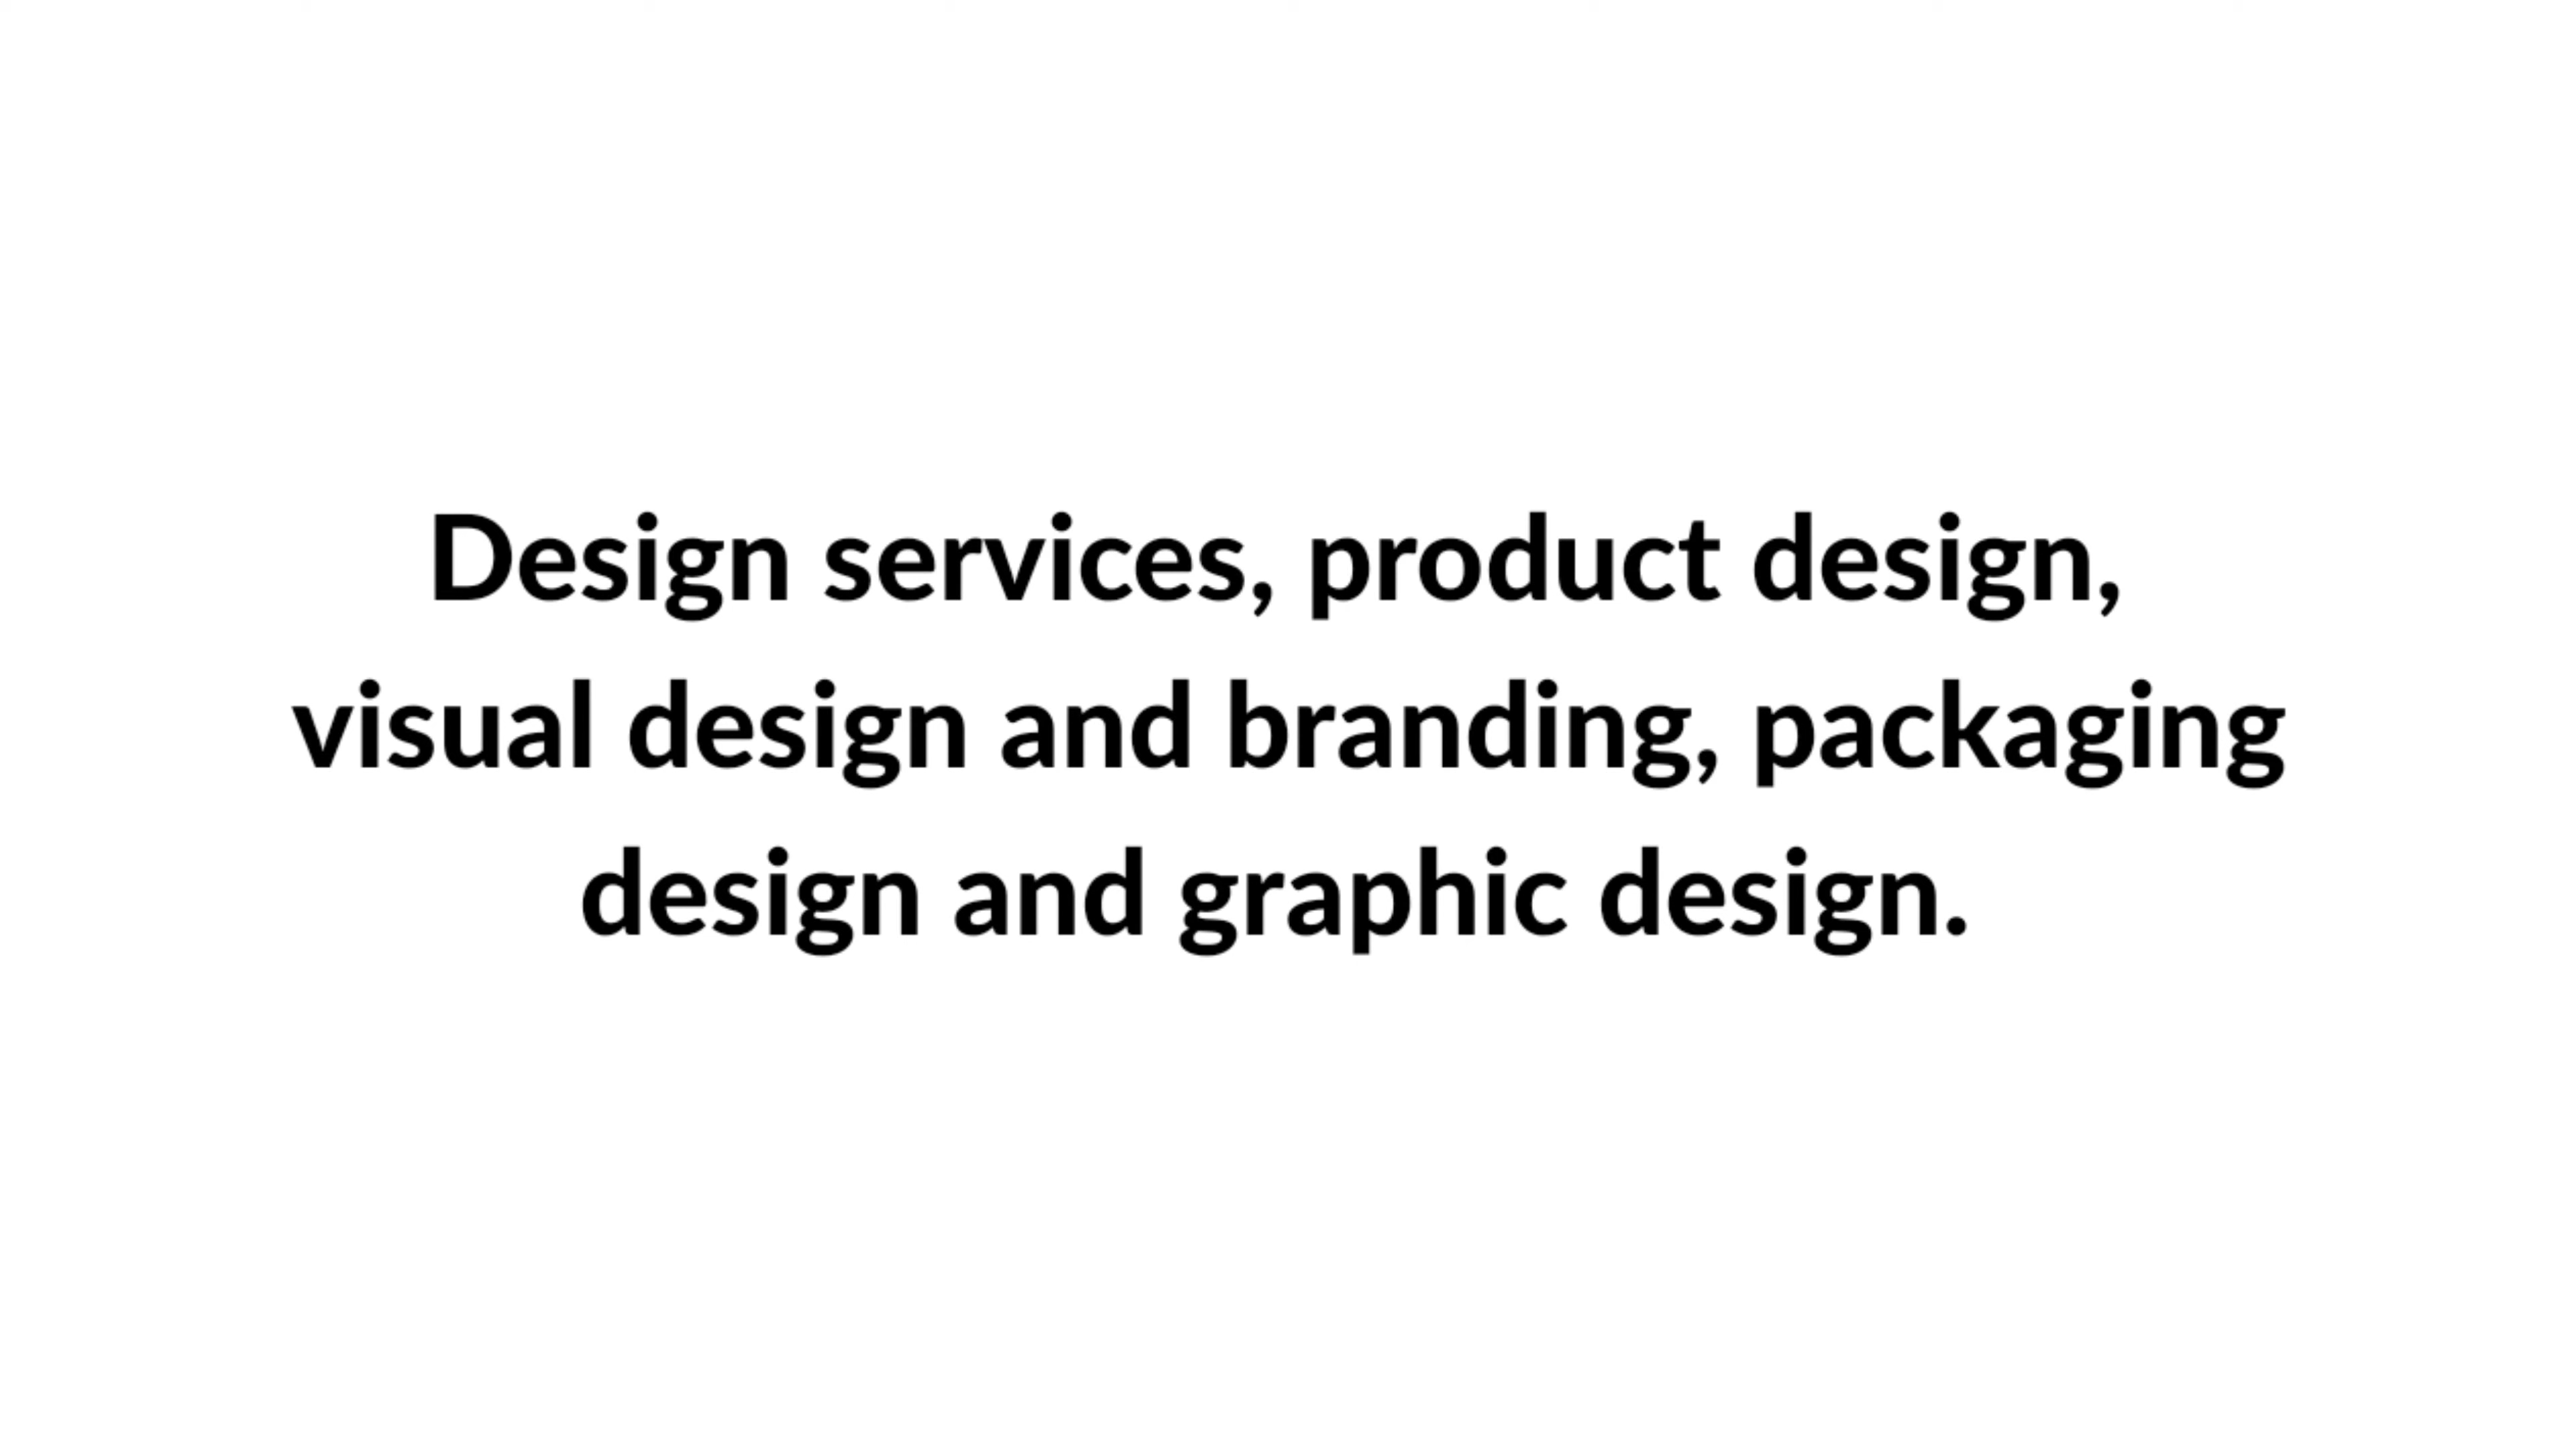 Design services, product design,
visual design and branding, packaging
design and graphic design.